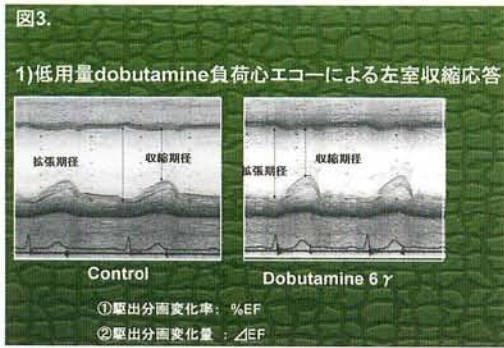 図3.
1)低用量dobutamine負荷心エコーによる左室収縮応答
拡張期径
収縮期径
拡張期径
収縮期径
Control
Dobutamine 6γ
①駆出分画変化率: %EF
②駆出分画変化量 : ⊿EF